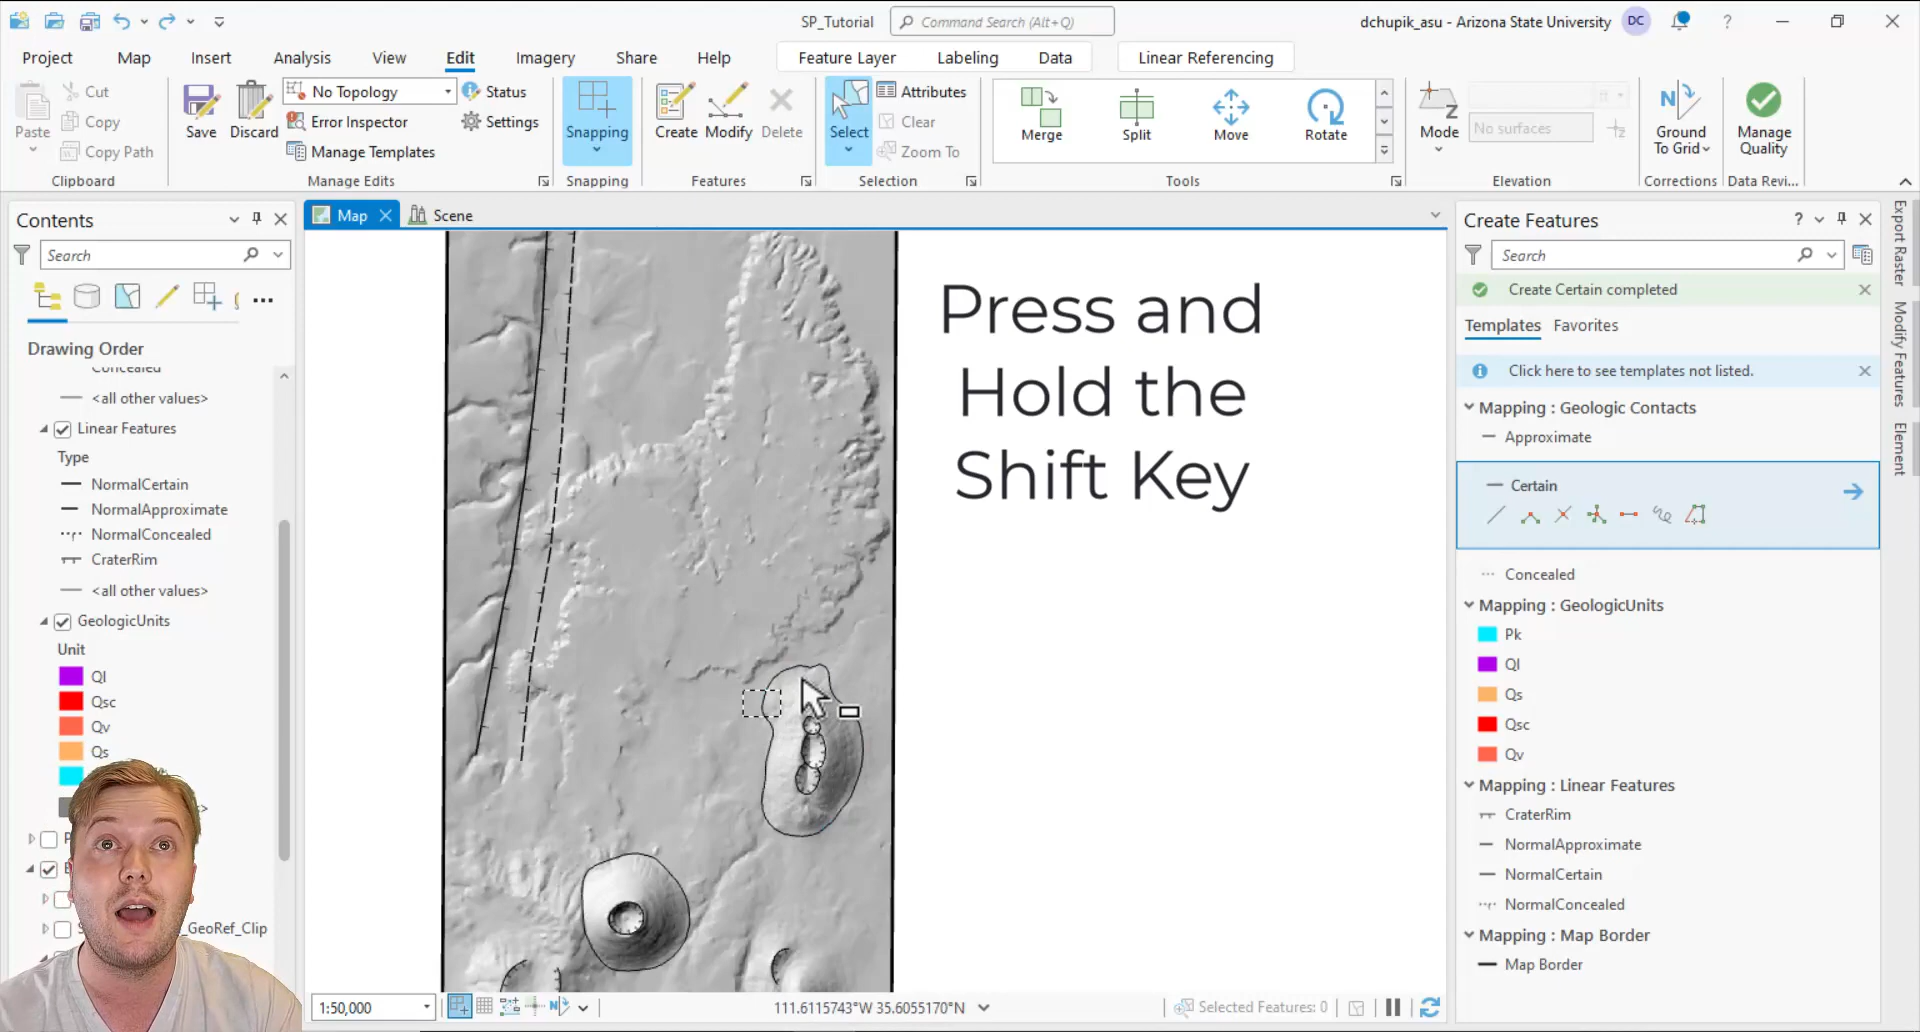 SP_Tutorial
Command Search (Alt+Q)
dchupik_asu - Arizona State University
DC
?
Project
Map
Insert
Analysis
View
Edit
Imagery
Share
Help
Feature Layer
Labeling
Data
Linear Referencing
Paste
Cut
Copy
Copy Path
Clipboard
Save
Discard
No Topology
Error Inspector
Manage Templates
Status
Settings
Manage Edits
Snapping
Snapping
Create
Modify
Delete
Features
Select
Attributes
Clear
Zoom To
Selection
Merge
Split
Move
Rotate
Tools
Mode
ft
No surfaces
Elevation
Ground
To Grid
Corrections
Manage
Quality
Data Revi...
Contents
Search
Drawing Order
Concealed
<all other values>
Linear Features
Type
NormalCertain
NormalApproximate
NormalConcealed
CraterRim
<all other values>
GeologicUnits
Unit
Ql
Qsc
Qv
Qs
_GeoRef_Clip
Map
Scene
Press and
Hold the
Shift Key
1:50,000
111.6115743°W 35.6055170°N
Selected Features: 0
Create Features
?
Search
Create Certain completed
Templates
Favorites
Click here to see templates not listed.
Mapping : Geologic Contacts
Approximate
Certain
Concealed
Mapping : GeologicUnits
Pk
Ql
Qs
Qsc
Qv
Mapping : Linear Features
CraterRim
NormalApproximate
NormalCertain
NormalConcealed
Mapping : Map Border
Map Border
Export Raster
Modify Features
Element